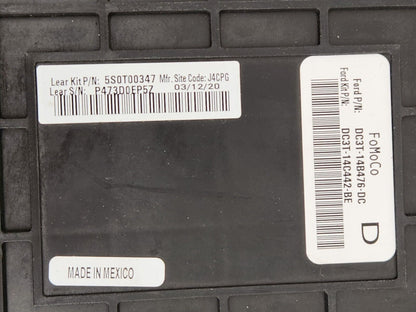 Lear Kit P/N: 5S0T00347 Mfr. Site Code: J4CPG
Lear S/N: P473D0EP5Z 03/12/20
FoMoCo
D
Ford P/N:
DC3T-14B476-DC
Ford Kit P/N:
DC3T-14C442-BE
MADE IN MEXICO